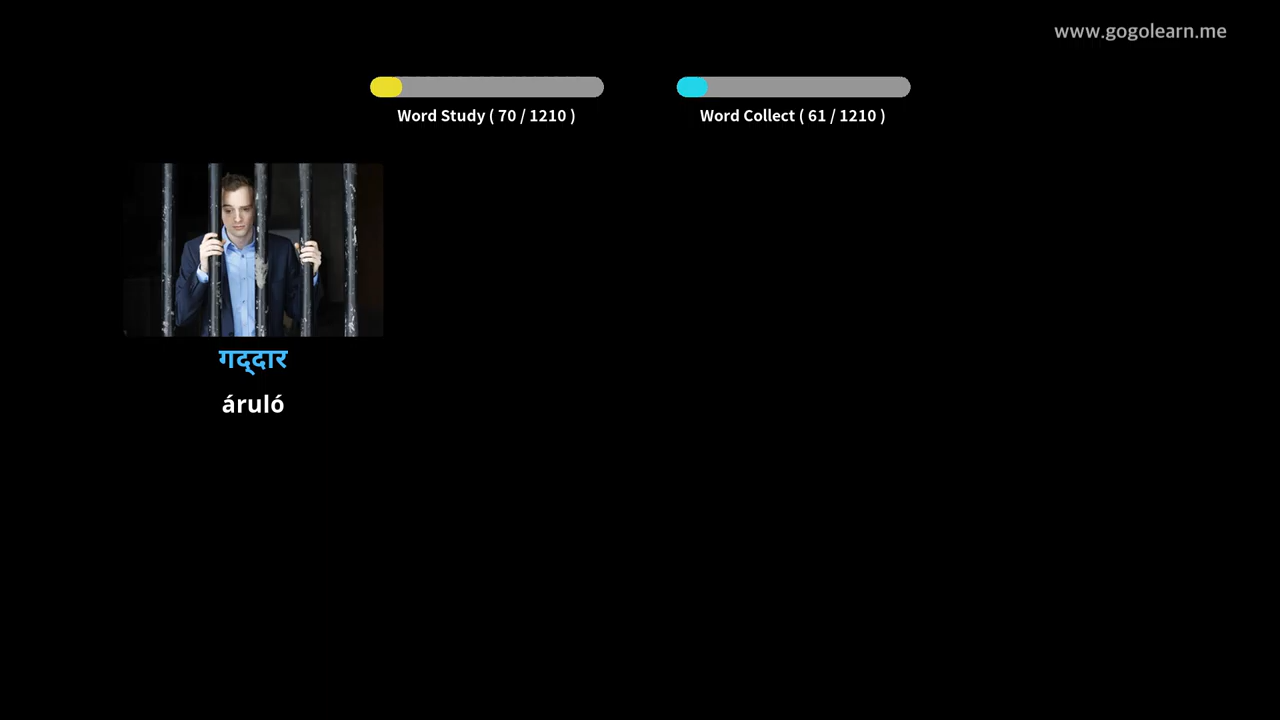 www.gogolearn.me
Word Study ( 70 / 1210 )
Word Collect ( 61 / 1210 )
गद्दार
áruló